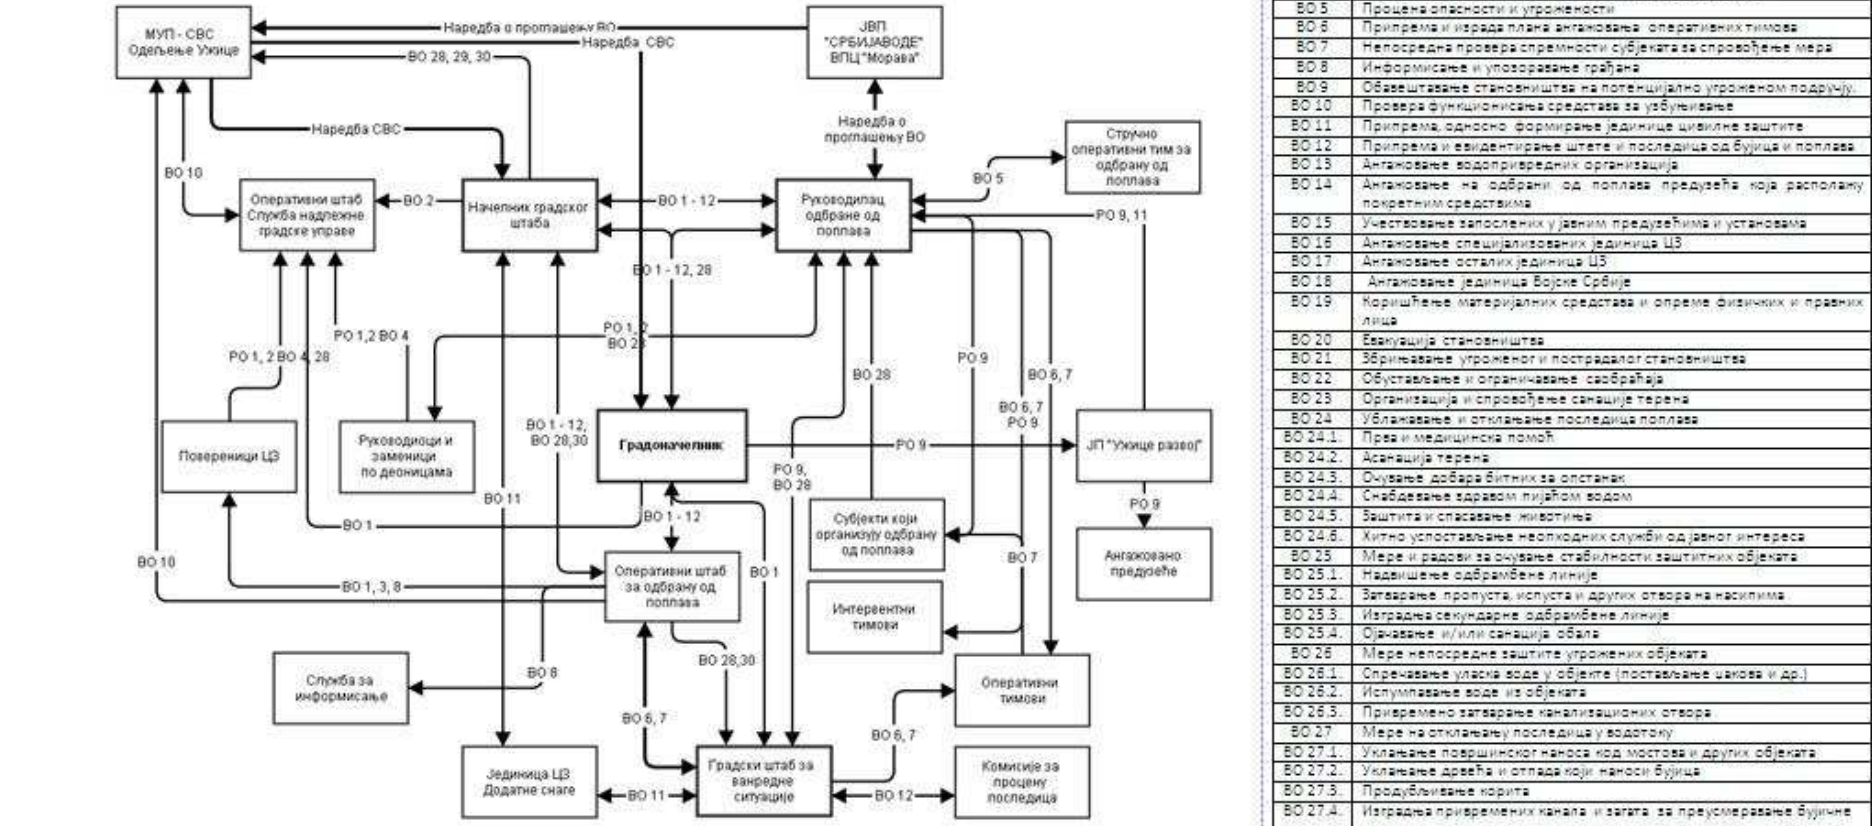 МУП - СВС
Одељење Ужице
Наредба о проглашењу ВО
Наредба СВС
ЈВП
"СРБИЈАВОДЕ"
ВПЦ "Морава"
ВО 28, 29, 30
Наредба СВС
Наредба о
проглашењу ВО
Стручно
оперативни тим за
одбрану од
поплава
ВО 10
Оперативни штаб
Служба надлежне
градске управе
ВО 2
Начелник градског
штаба
ВО 1 - 12
Руководилац
одбране од
поплава
ВО 5
РО 9, 11
ВО 1 - 12, 28
РО 1, 2 ВО 4, 28
РО 1,2 ВО 4
РО 1, 2
ВО 28
ВО 28
РО 9
ВО 6, 7
ВО 6, 7
РО 9
Повереници ЦЗ
Руководиоци и
заменици
по деоницама
ВО 1 - 12,
ВО 28,30
Градоначелник
РО 9
ЈП "Ужице развој"
РО 9,
ВО 28
ВО 11
РО 9
ВО 1
ВО 1 - 12
Субјекти који
организују одбрану
од поплава
Ангажовано
предузеће
ВО 10
ВО 1, 3, 8
Оперативни штаб
за одбрану од
поплава
ВО 1
ВО 7
Интервентни
тимови
Служба за
информисање
ВО 8
ВО 28,30
Оперативни
тимови
ВО 6, 7
ВО 6, 7
Јединица ЦЗ
Додатне снаге
ВО 11
Градски штаб за
ванредне
ситуације
ВО 12
Комисије за
процену
последица
ВО 5 Процена опасности и угрожености
ВО 6 Припрема и израда плана ангажовања оперативних тимова
ВО 7 Непосредна провера спремности субјеката за спровођење мера
ВО 8 Информисање и упозоравање грађана
ВО 9 Обавештавање становништва на потенцијално угроженом подручју.
ВО 10 Провера функционисања средстава за узбуњивање
ВО 11 Припрема, односно формирање јединице цивилне заштите
ВО 12 Припрема и евидентирање штете и последица од бујица и поплава
ВО 13 Ангажовање водопривредних организација
ВО 14 Ангажовање на одбрани од поплава предузећа која располажу
покретним средствима
ВО 15 Учествовање запослених у јавним предузећима и установама
ВО 16 Ангажовање специјализованих јединица ЦЗ
ВО 17 Ангажовање осталих јединица ЦЗ
ВО 18 Ангажовање јединица Војске Србије
ВО 19 Коришћење материјалних средстава и опреме физичких и правних
лица
ВО 20 Евакуација становништва
ВО 21 Збрињавање угроженог и пострадалог становништва
ВО 22 Обустављање и ограничавање саобраћаја
ВО 23 Организација и спровођење санације терена
ВО 24 Ублажавање и отклањање последица поплава
ВО 24.1. Прва и медицинска помоћ
ВО 24.2. Асанација терена
ВО 24.3. Очување добара битних за опстанак
ВО 24.4. Снабдевање здравом пијаћом водом
ВО 24.5. Заштита и спасавање животиња
ВО 24.6. Хитно успостављање неопходних служби од јавног интереса
ВО 25 Мере и радови за очување стабилности заштитних објеката
ВО 25.1. Надвишење одбрамбене линије
ВО 25.2. Затварање пропуста, испуста и других отвора на насипима
ВО 25.3. Изградња секундарне одбрамбене линије
ВО 25.4. Ојачавање и/или санација обала
ВО 26 Мере непосредне заштите угрожених објеката
ВО 26.1. Спречавање уласка воде у објекте (постављање џакова и др.)
ВО 26.2. Испумпавање воде из објеката
ВО 26.3. Привремено затварање канализационих отвора
ВО 27 Мере на отклањању последица у водотоку
ВО 27.1. Уклањање површинског наноса код мостова и других објеката
ВО 27.2. Уклањање дрвећа и отпада који наноси бујица
ВО 27.3. Продубљивање корита
ВО 27.4. Изградња привремених канала и загата за преусмеравање бујичне